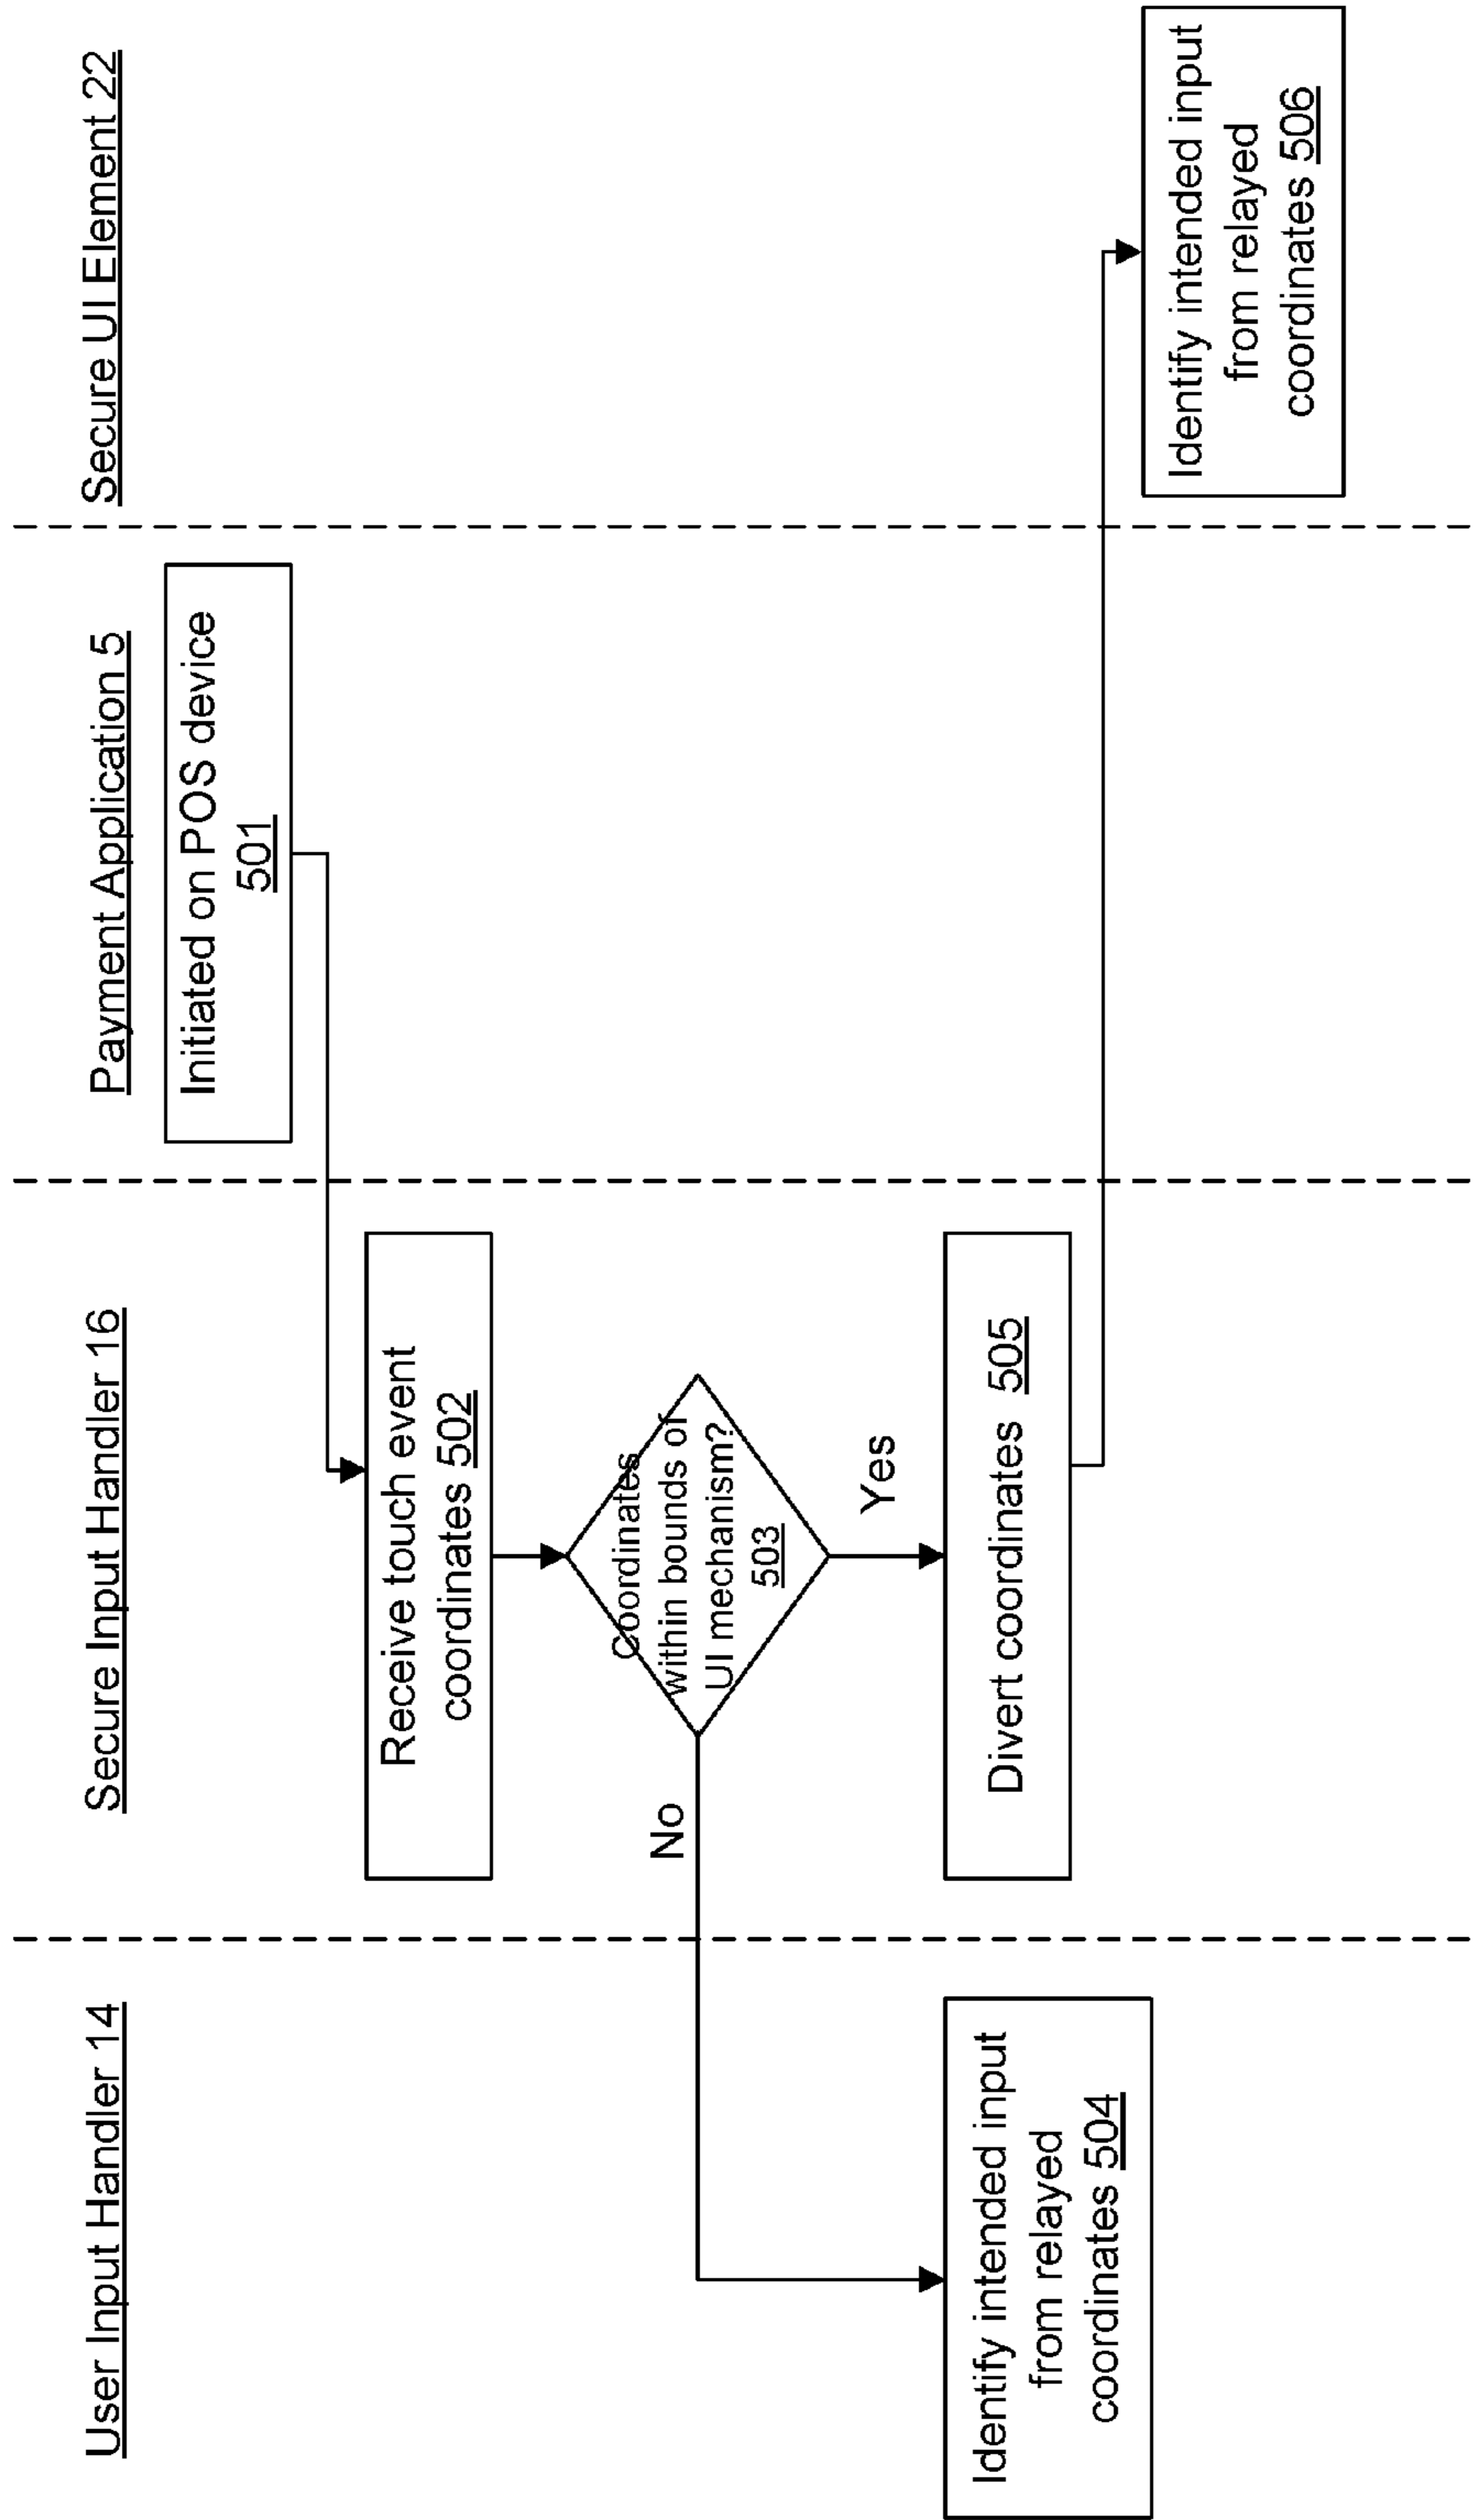 User Input Handler 14
Secure Input Handler 16
Payment Application 5
Secure UI Element 22
Initiated on POS device
501
Receive touch event
coordinates 502
Coordinates
within bounds of
UI mechanism?
503
No
Yes
Identify intended input
from relayed
coordinates 504
Divert coordinates 505
Identify intended input
from relayed
coordinates 506